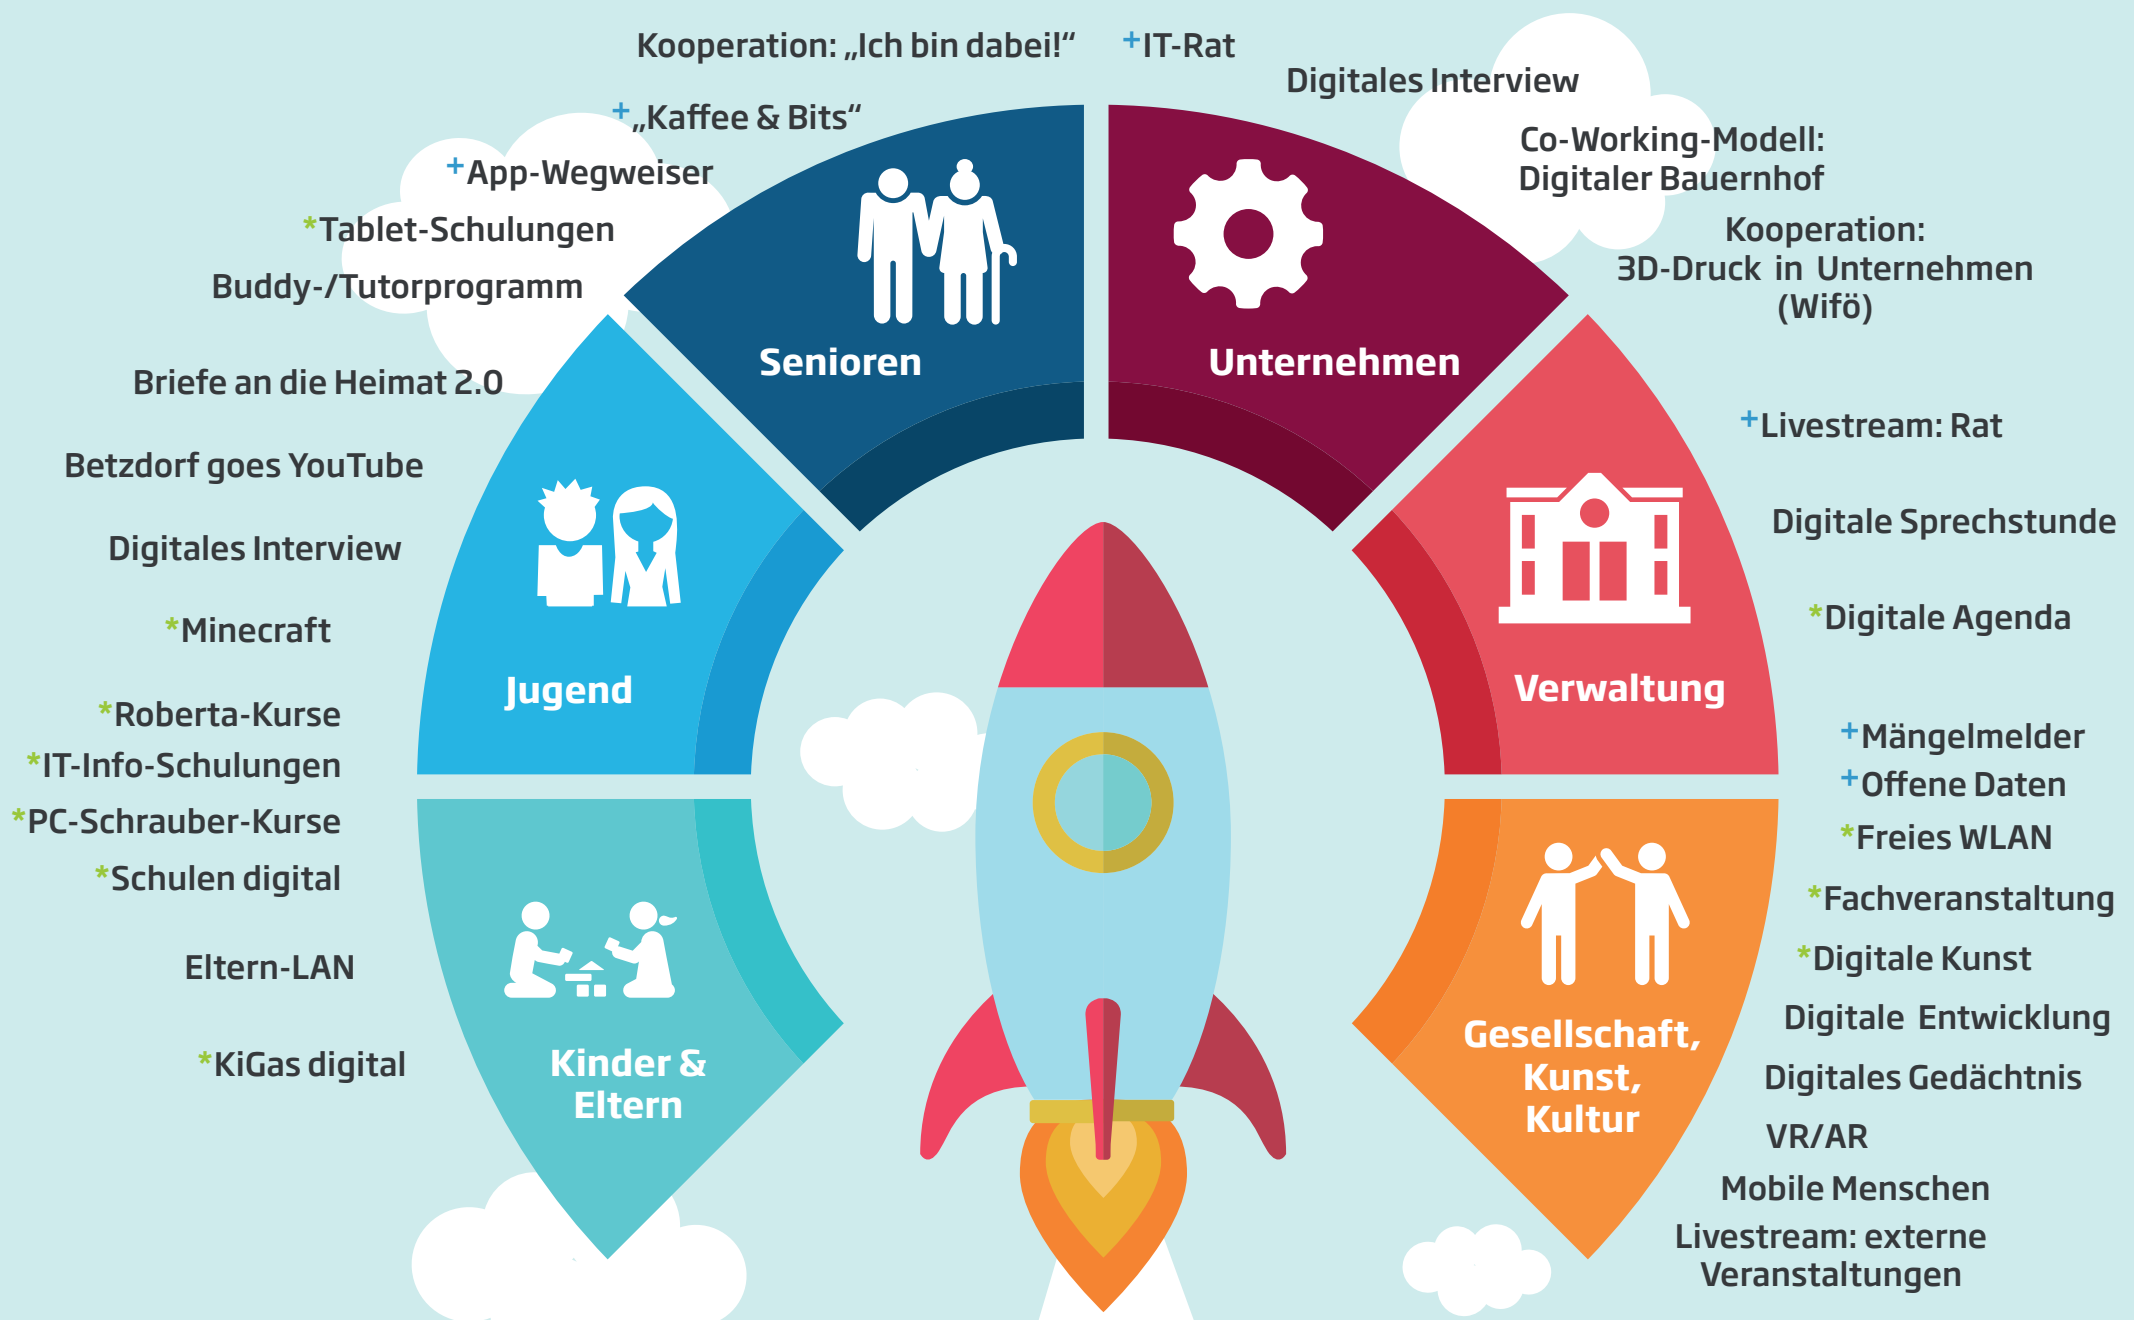 Kooperation: „Ich bin dabei!“
+„Kaffee & Bits“
+App-Wegweiser
*Tablet-Schulungen
Buddy-/Tutorprogramm
Senioren
+IT-Rat
Digitales Interview
Co-Working-Modell:
Digitaler Bauernhof
Kooperation:
3D-Druck in Unternehmen
(Wifö)
Unternehmen
Briefe an die Heimat 2.0
Betzdorf goes YouTube
Digitales Interview
*Minecraft
*Roberta-Kurse
Jugend
+Livestream: Rat
Digitale Sprechstunde
*Digitale Agenda
+Mängelmelder
Verwaltung
*IT-Info-Schulungen
*PC-Schrauber-Kurse
*Schulen digital
Eltern-LAN
*KiGas digital
Kinder &
Eltern
+Offene Daten
*Freies WLAN
*Fachveranstaltung
*Digitale Kunst
Digitale Entwicklung
Digitales Gedächtnis
VR/AR
Mobile Menschen
Livestream: externe
Veranstaltungen
Gesellschaft,
Kunst,
Kultur